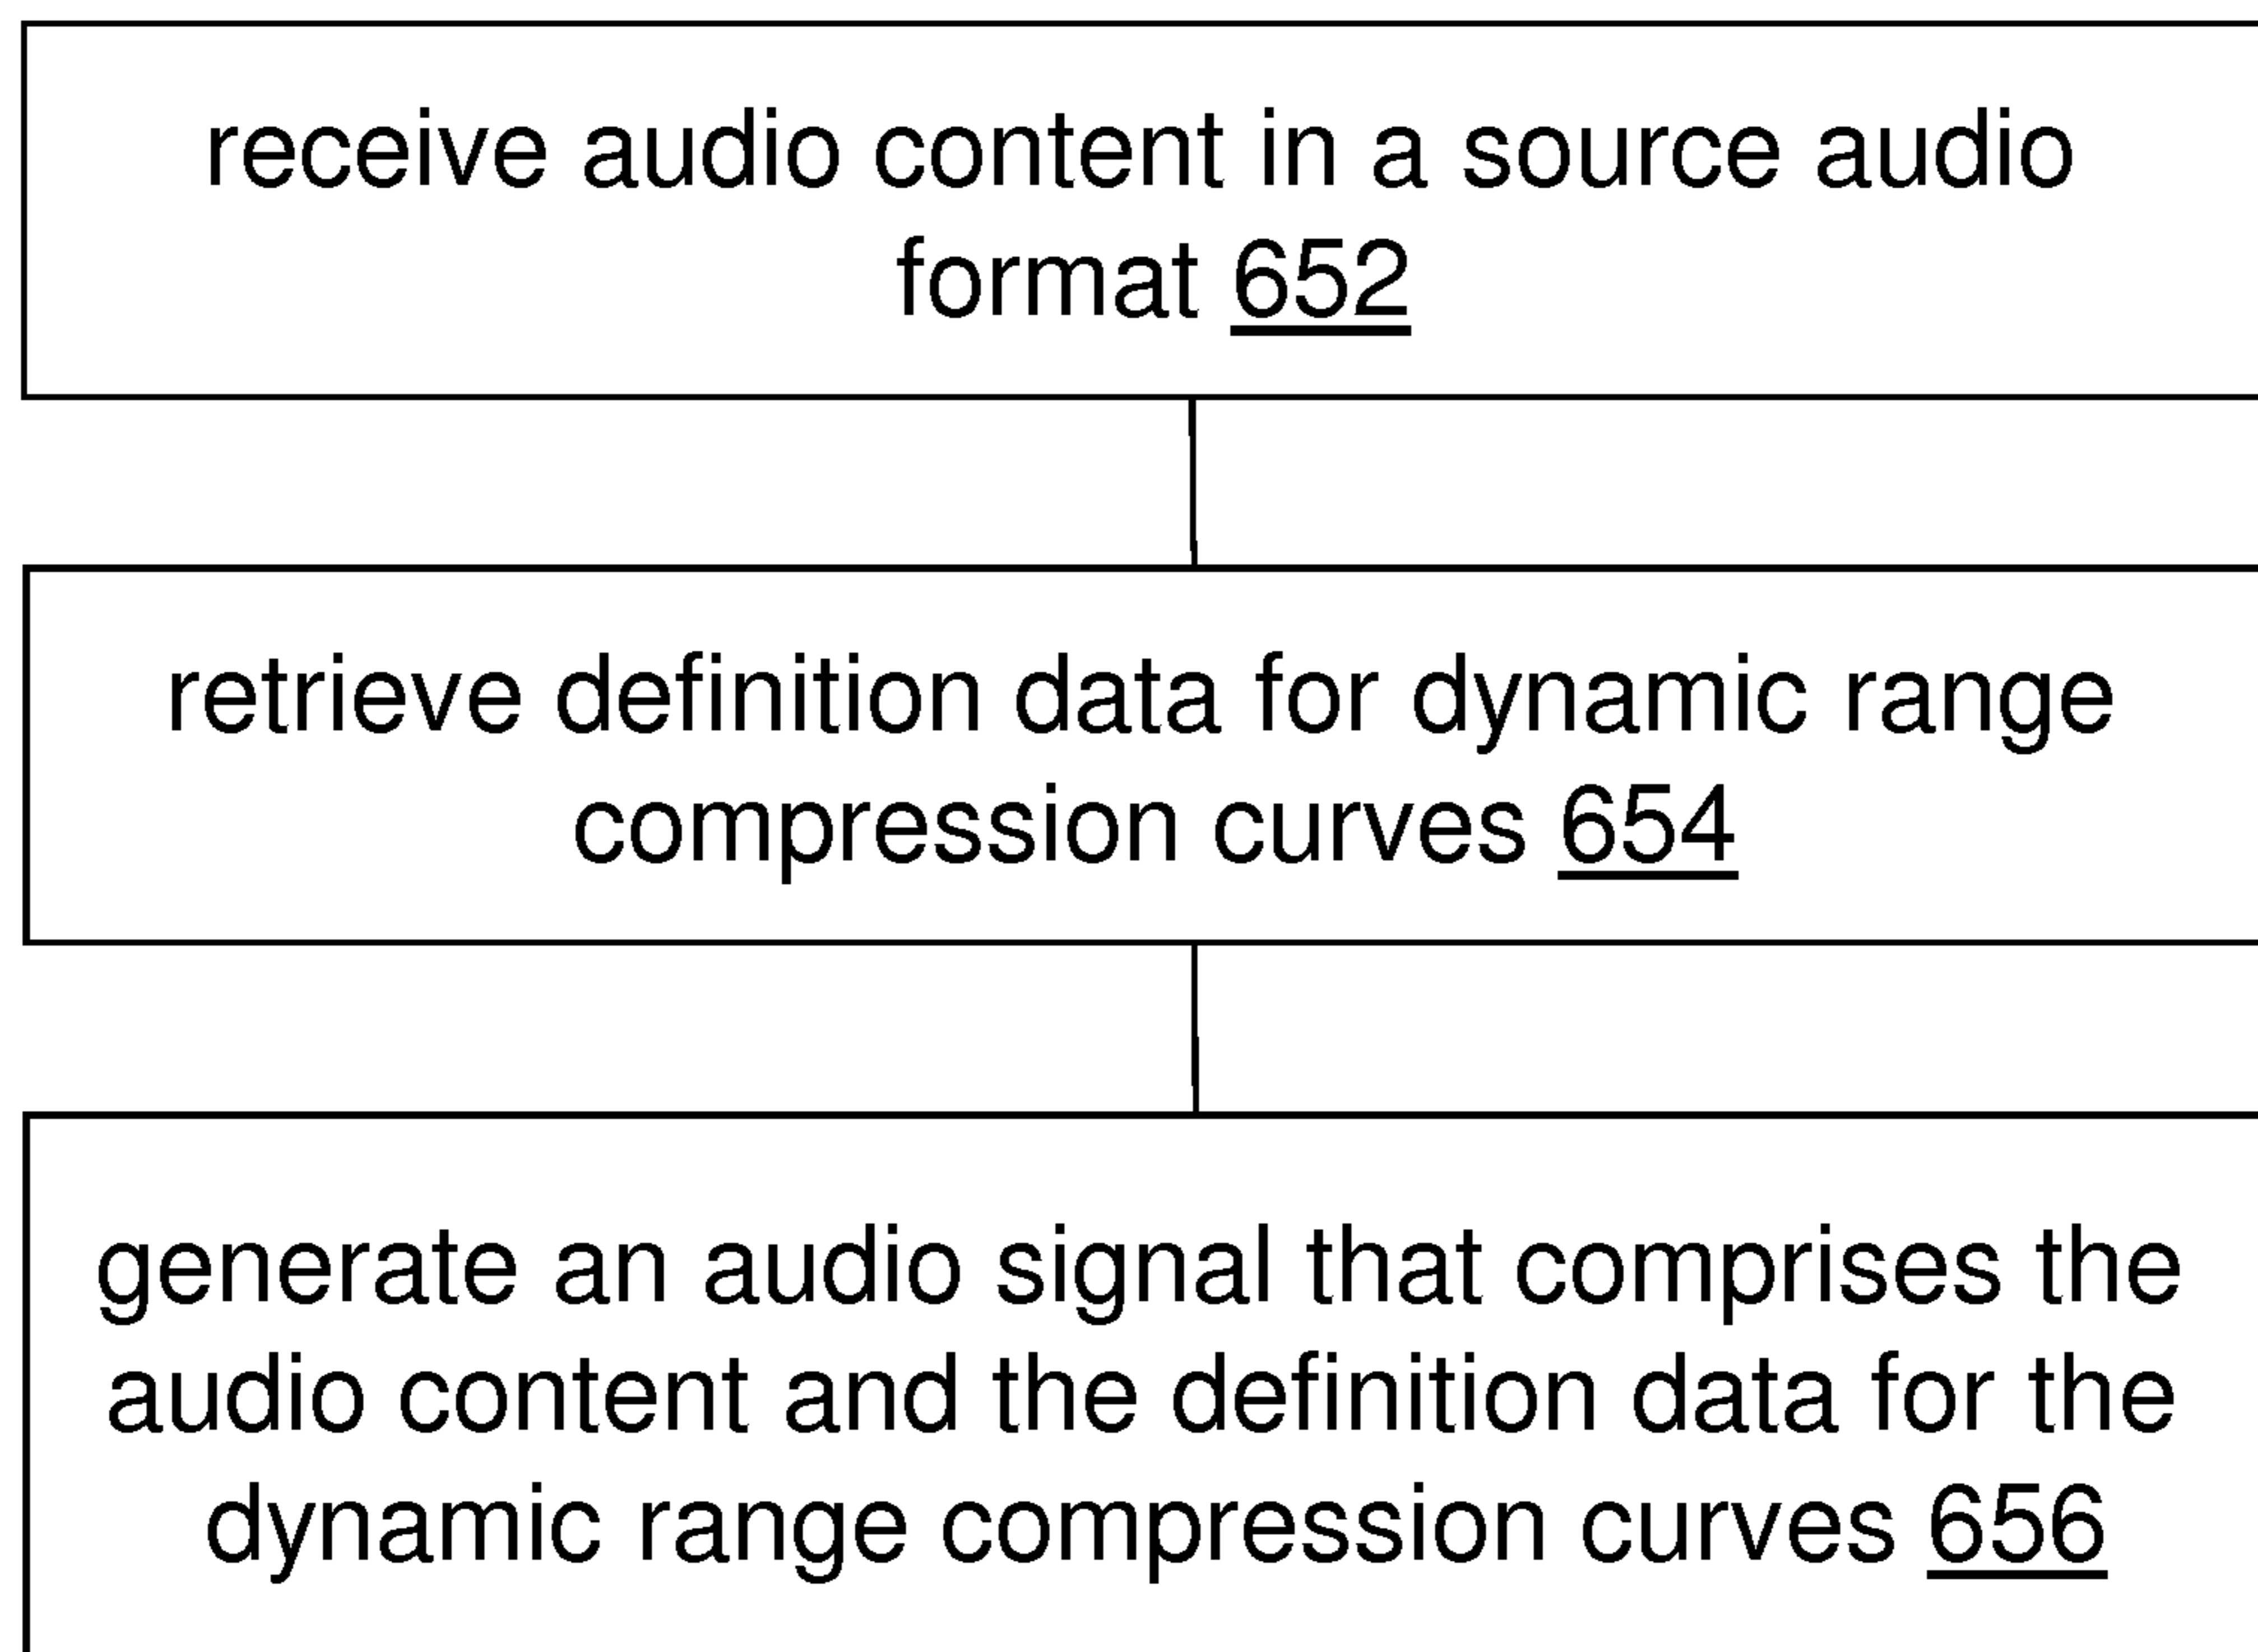 receive audio content in a source audio
format 652
retrieve definition data for dynamic range
compression curves 654
generate an audio signal that comprises the
audio content and the definition data for the
dynamic range compression curves 656